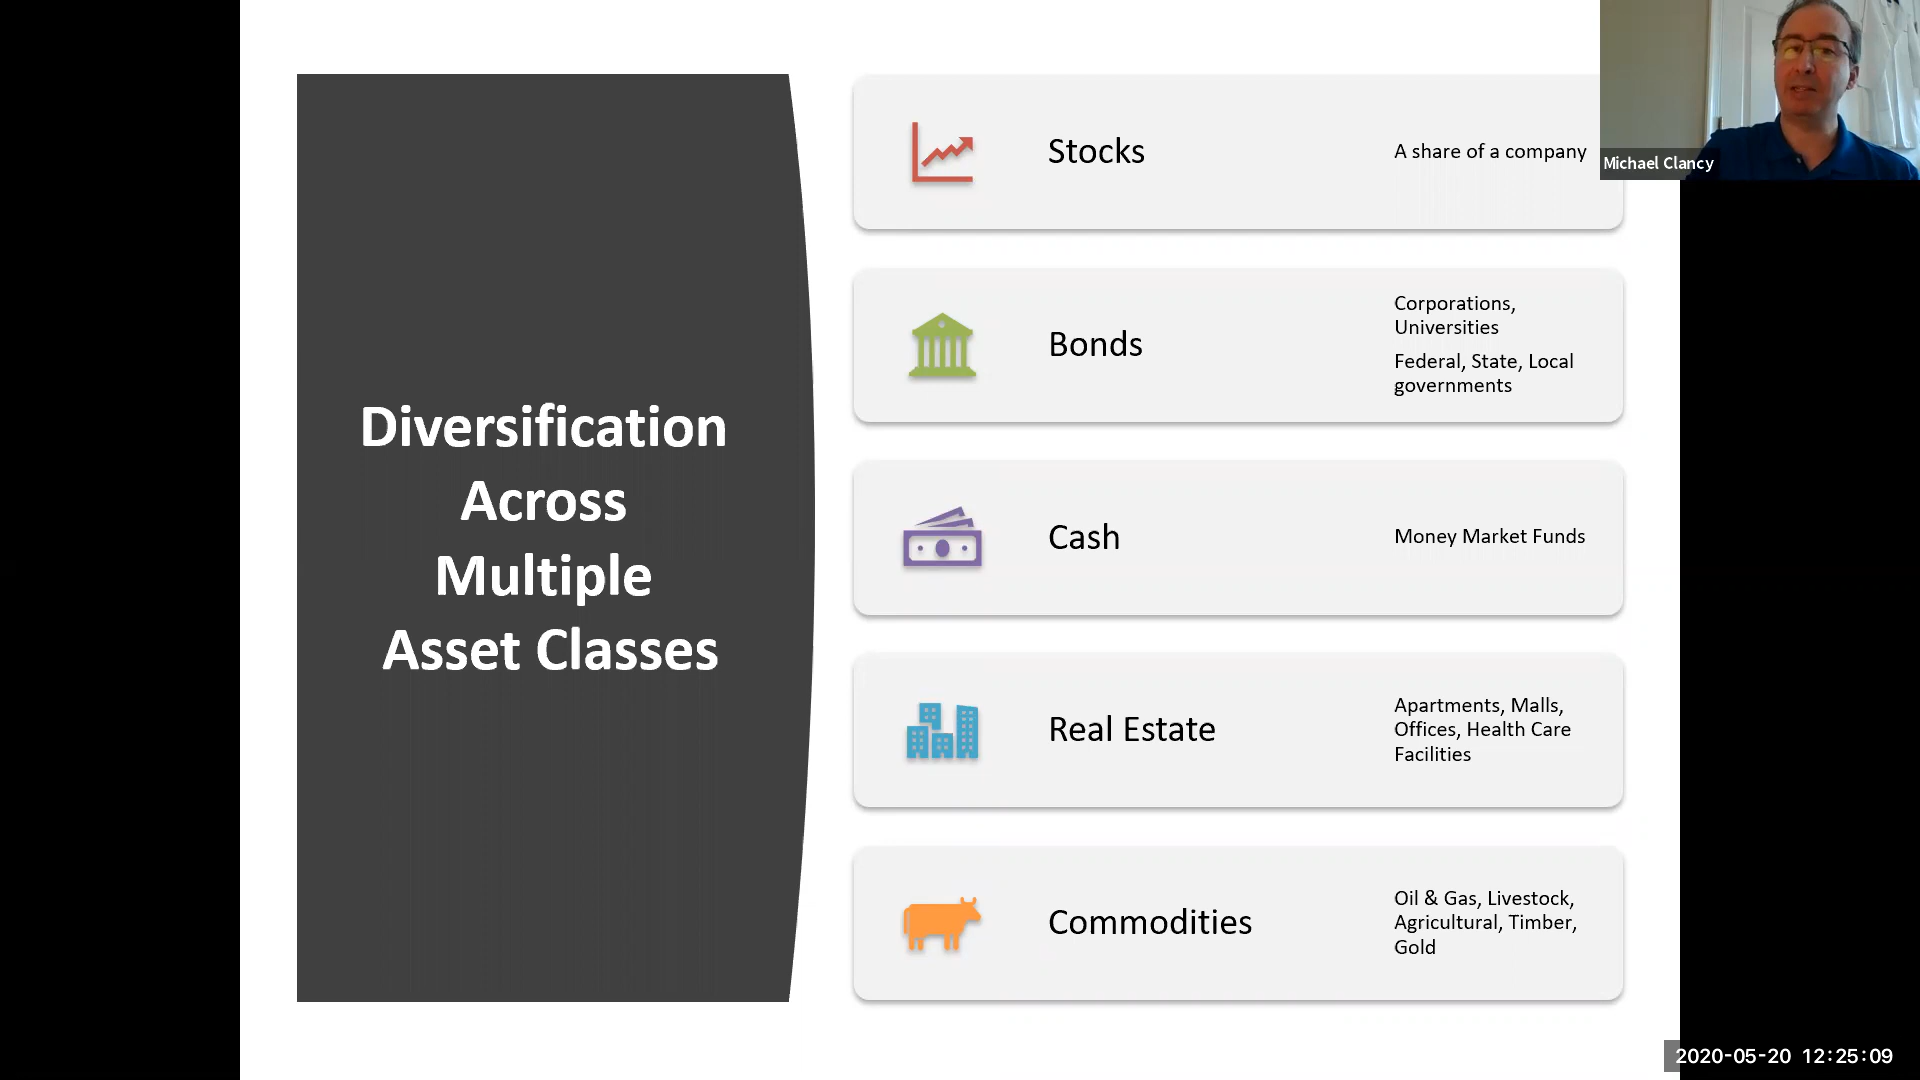 Diversification
Across
Multiple
Asset Classes
Stocks
A share of a company
Bonds
Corporations,
Universities
Federal, State, Local
governments
Cash
Money Market Funds
Real Estate
Apartments, Malls,
Offices, Health Care
Facilities
Commodities
Oil & Gas, Livestock,
Agricultural, Timber,
Gold
Michael Clancy
2020-05-20 12:25:09